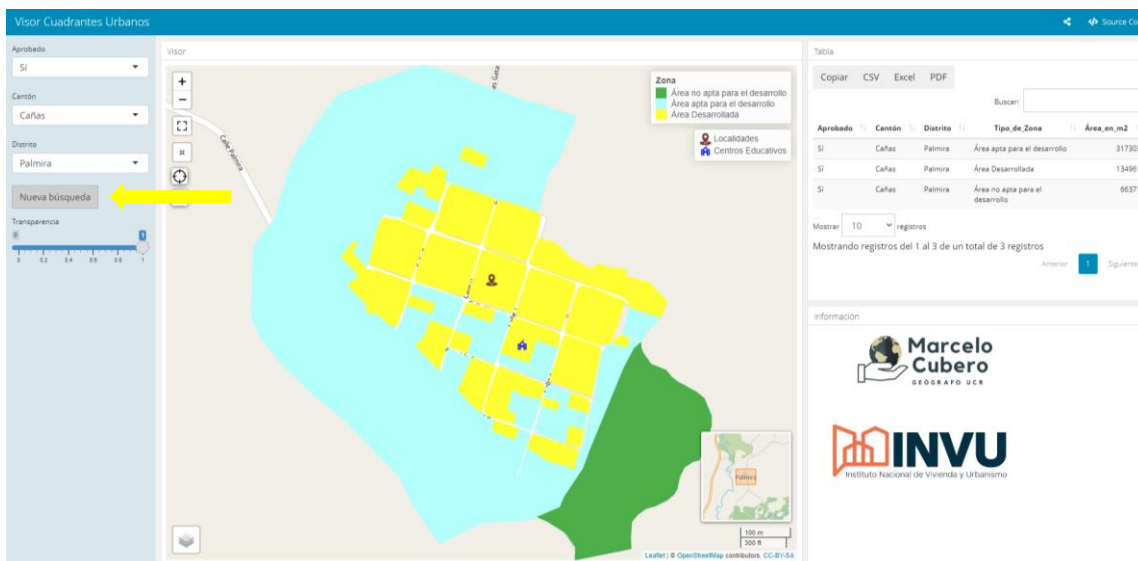 Visor Cuadrantes Urbanos
Source Co
Aprobado
Sí
Cantón
Cañas
Distrito
Palmira
Nueva búsqueda
Transparencia
0
1
0 0.2 0.4 0.6 0.8 1
Visor
+
−
Calle Palmira
Zona
Área no apta para el desarrollo
Área apta para el desarrollo
Área Desarrollada
Localidades
Centros Educativos
Palmira
100 m
300 ft
Leaflet | © OpenStreetMap contributors, CC-BY-SA
Tabla
Copiar CSV Excel PDF
Buscar:
Aprobado Cantón Distrito Tipo_de_Zona Área_en_m2
Sí Cañas Palmira Área apta para el desarrollo
Sí Cañas Palmira Área Desarrollada 13496
Sí Cañas Palmira Área no apta para el 6637
desarrollo
Mostrar 10 registros
Mostrando registros del 1 al 3 de un total de 3 registros
Anterior 1 Siguiente
Información
Marcelo
Cubero
GEÓGRAFO UCR
INVU
Instituto Nacional de Vivienda y Urbanismo